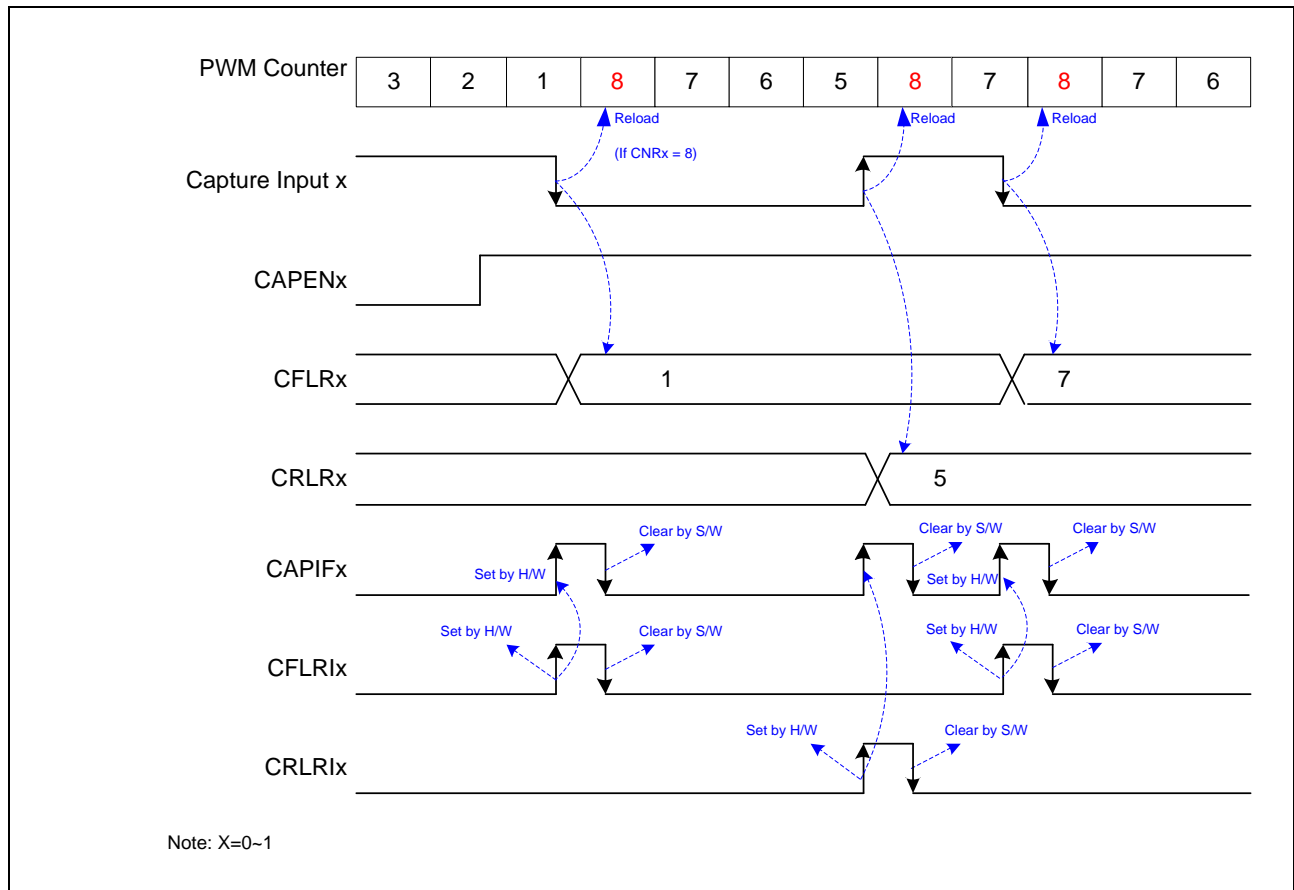 PWM Counter 3 2 1 8 7 6 5 8 7 8 7 6
Reload Reload Reload
(If CNRx = 8)
Capture Input x
CAPENx
CFLRx 1 7
CRLRx 5
Clear by S/W Clear by S/W Clear by S/W
CAPIFx Set by H/W Set by H/W
Set by H/W Clear by S/W Set by H/W Clear by S/W
CFLRIx
Set by H/W Clear by S/W
CRLRIx
Note: X=0~1